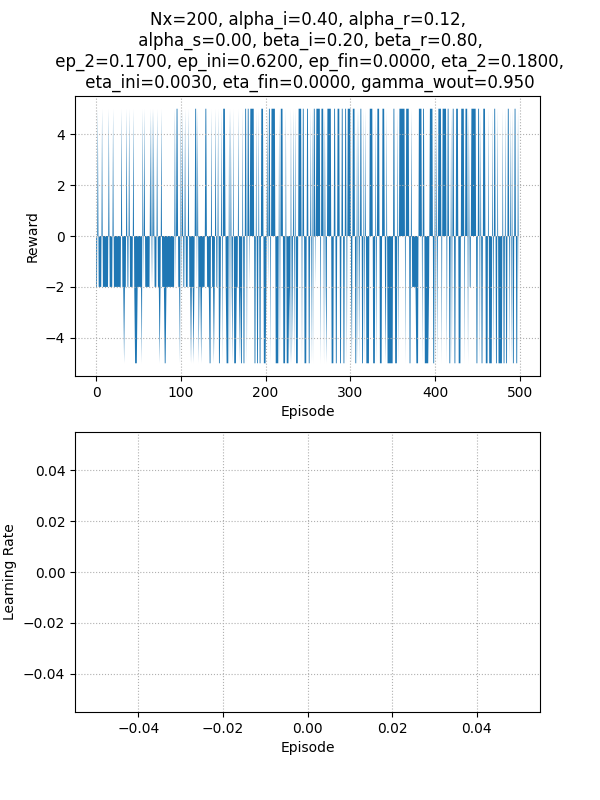 Nx=200, alpha_i=0.40, alpha_r=0.12,
alpha_s=0.00, beta_i=0.20, beta_r=0.80,
ep_2=0.1700, ep_ini=0.6200, ep_fin=0.0000, eta_2=0.1800,
eta_ini=0.0030, eta_fin=0.0000, gamma_wout=0.950
4
2
0
−2
−4
Reward
0 100 200 300 400 500
Episode
0.04
0.02
0.00
−0.02
−0.04
Learning Rate
−0.04 −0.02 0.00 0.02 0.04
Episode